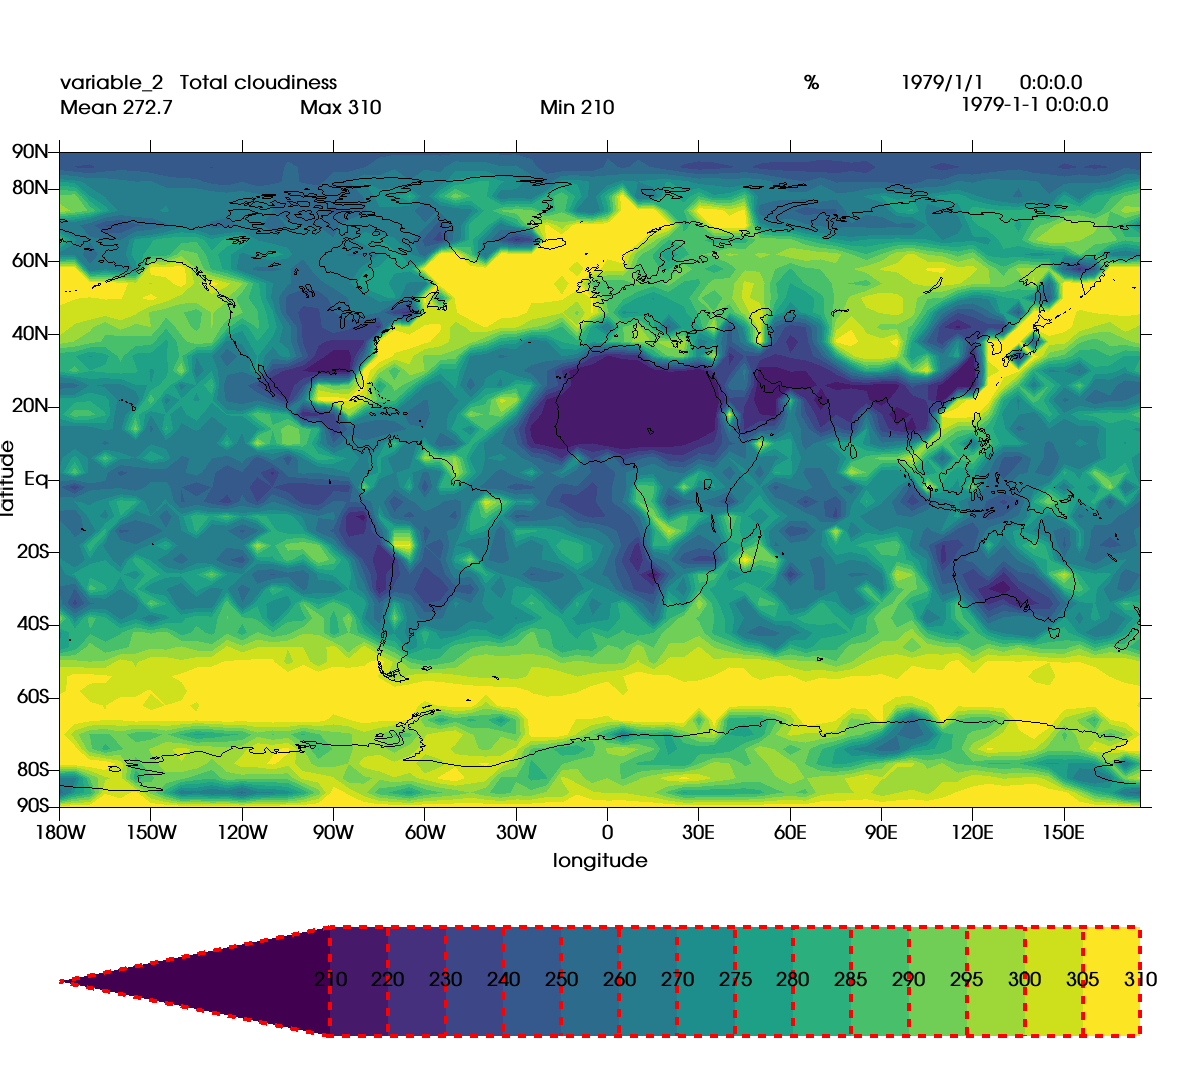 variable_2 Total cloudiness % 1979/1/1 0:0:0.0
Mean 272.7 Max 310 Min 210 1979-1-1 0:0:0.0
90N
80N
60N
40N
20N
Eq
20S
40S
60S
80S
90S
latitude
180W 150W 120W 90W 60W 30W 0 30E 60E 90E 120E 150E
longitude
210 220 230 240 250 260 270 275 280 285 290 295 300 305 310